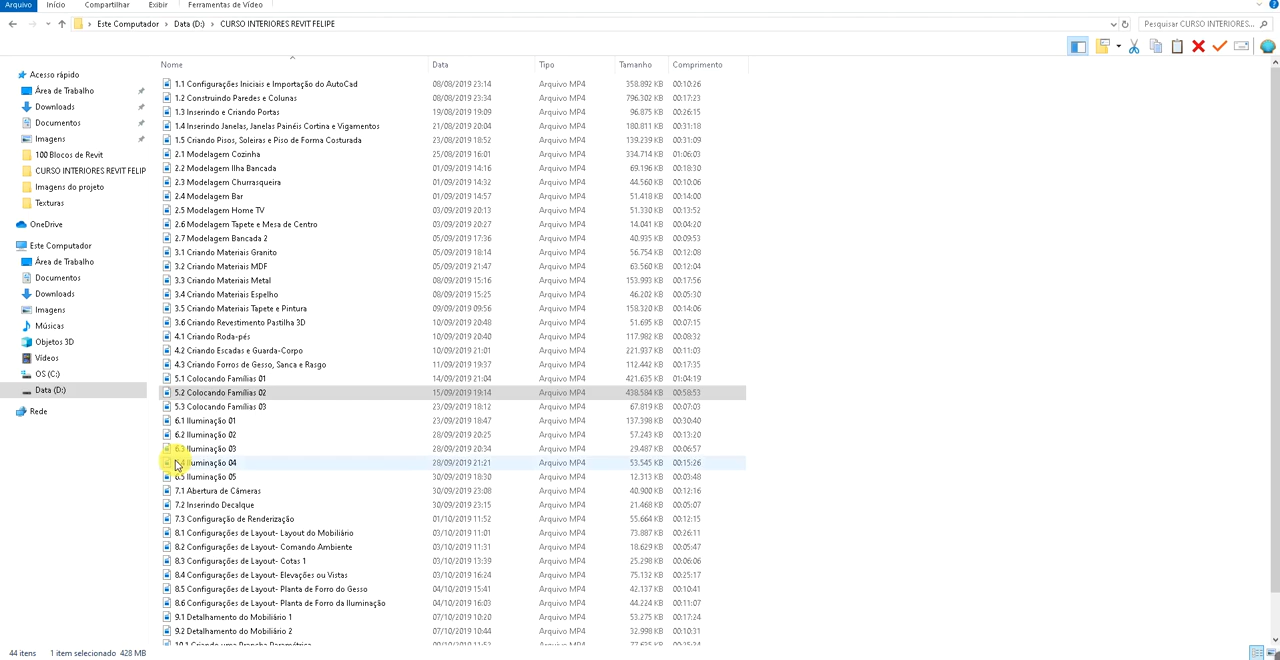 Arquivo Início Compartilhar Exibir Ferramentas de Vídeo
Este Computador > Data (D:) > CURSO INTERIORES REVIT FELIPE
Pesquisar CURSO INTERIORES...
Nome Data Tipo Tamanho Comprimento
Acesso rápido
Área de Trabalho
Downloads
Documentos
Imagens
100 Blocos de Revit
CURSO INTERIORES REVIT FELIP
Imagens do projeto
Texturas
OneDrive
Este Computador
Área de Trabalho
Documentos
Downloads
Imagens
Músicas
Objetos 3D
Vídeos
OS (C:)
Data (D:)
Rede
1.1 Configurações Iniciais e Importação do AutoCad 08/08/2019 23:14 Arquivo MP4 358.892 KB 00:10:26
1.2 Construindo Paredes e Colunas 08/08/2019 23:34 Arquivo MP4 796.302 KB 00:17:23
1.3 Inserindo e Criando Portas 19/08/2019 19:09 Arquivo MP4 96.875 KB 00:26:15
1.4 Inserindo Janelas, Janelas Painéis Cortina e Vigamentos 21/08/2019 20:04 Arquivo MP4 180.811 KB 00:31:18
1.5 Criando Pisos, Soleiras e Piso de Forma Costurada 23/08/2019 18:52 Arquivo MP4 139.239 KB 00:31:09
2.1 Modelagem Cozinha 25/08/2019 16:01 Arquivo MP4 334.714 KB 01:06:03
2.2 Modelagem Ilha Bancada 01/09/2019 14:16 Arquivo MP4 69.196 KB 00:18:30
2.3 Modelagem Churrasqueira 01/09/2019 14:32 Arquivo MP4 44.560 KB 00:10:06
2.4 Modelagem Bar 01/09/2019 14:57 Arquivo MP4 51.418 KB 00:14:00
2.5 Modelagem Home TV 03/09/2019 20:13 Arquivo MP4 51.330 KB 00:13:52
2.6 Modelagem Tapete e Mesa de Centro 03/09/2019 20:27 Arquivo MP4 14.041 KB 00:04:20
2.7 Modelagem Bancada 2 05/09/2019 17:36 Arquivo MP4 40.935 KB 00:09:53
3.1 Criando Materiais Granito 05/09/2019 18:14 Arquivo MP4 56.754 KB 00:12:08
3.2 Criando Materiais MDF 05/09/2019 21:47 Arquivo MP4 63.560 KB 00:12:04
3.3 Criando Materiais Metal 08/09/2019 15:16 Arquivo MP4 153.993 KB 00:17:56
3.4 Criando Materiais Espelho 08/09/2019 15:25 Arquivo MP4 46.202 KB 00:05:30
3.5 Criando Materiais Tapete e Pintura 09/09/2019 09:56 Arquivo MP4 158.320 KB 00:14:06
3.6 Criando Revestimento Pastilha 3D 10/09/2019 20:48 Arquivo MP4 51.695 KB 00:07:15
4.1 Criando Roda-pés 10/09/2019 20:40 Arquivo MP4 117.982 KB 00:08:32
4.2 Criando Escadas e Guarda-Corpo 10/09/2019 21:01 Arquivo MP4 221.937 KB 00:11:03
4.3 Criando Forros de Gesso, Sanca e Rasgo 11/09/2019 19:37 Arquivo MP4 112.442 KB 00:17:35
5.1 Colocando Famílias 01 14/09/2019 21:04 Arquivo MP4 421.635 KB 01:04:19
5.2 Colocando Famílias 02 15/09/2019 19:14 Arquivo MP4 438.584 KB 00:58:53
5.3 Colocando Famílias 03 23/09/2019 18:12 Arquivo MP4 67.819 KB 00:07:03
6.1 Iluminação 01 23/09/2019 18:47 Arquivo MP4 137.398 KB 00:30:40
6.2 Iluminação 02 28/09/2019 20:25 Arquivo MP4 57.243 KB 00:13:20
6.3 Iluminação 03 28/09/2019 20:34 Arquivo MP4 29.487 KB 00:06:57
Iluminação 04 28/09/2019 21:21 Arquivo MP4 53.545 KB 00:15:26
6.5 Iluminação 05 30/09/2019 18:30 Arquivo MP4 12.313 KB 00:03:48
7.1 Abertura de Câmeras 30/09/2019 23:08 Arquivo MP4 40.900 KB 00:12:16
7.2 Inserindo Decalque 30/09/2019 23:15 Arquivo MP4 21.468 KB 00:05:07
7.3 Configuração de Renderização 01/10/2019 11:52 Arquivo MP4 55.664 KB 00:12:15
8.1 Configurações de Layout- Layout do Mobiliário 03/10/2019 11:01 Arquivo MP4 73.887 KB 00:26:11
8.2 Configurações de Layout- Comando Ambiente 03/10/2019 11:31 Arquivo MP4 18.629 KB 00:05:47
8.3 Configurações de Layout- Cotas 1 03/10/2019 13:39 Arquivo MP4 25.298 KB 00:06:06
8.4 Configurações de Layout- Elevações ou Vistas 03/10/2019 16:24 Arquivo MP4 75.132 KB 00:25:17
8.5 Configurações de Layout- Planta de Forro do Gesso 04/10/2019 15:41 Arquivo MP4 42.137 KB 00:10:41
8.6 Configurações de Layout- Planta de Forro da Iluminação 04/10/2019 16:03 Arquivo MP4 44.224 KB 00:11:07
9.1 Detalhamento do Mobiliário 1 07/10/2019 10:20 Arquivo MP4 53.275 KB 00:17:24
9.2 Detalhamento do Mobiliário 2 07/10/2019 10:44 Arquivo MP4 32.998 KB 00:10:31
10.1 Criando uma Prancha Paramétrica
44 itens 1 item selecionado 428 MB